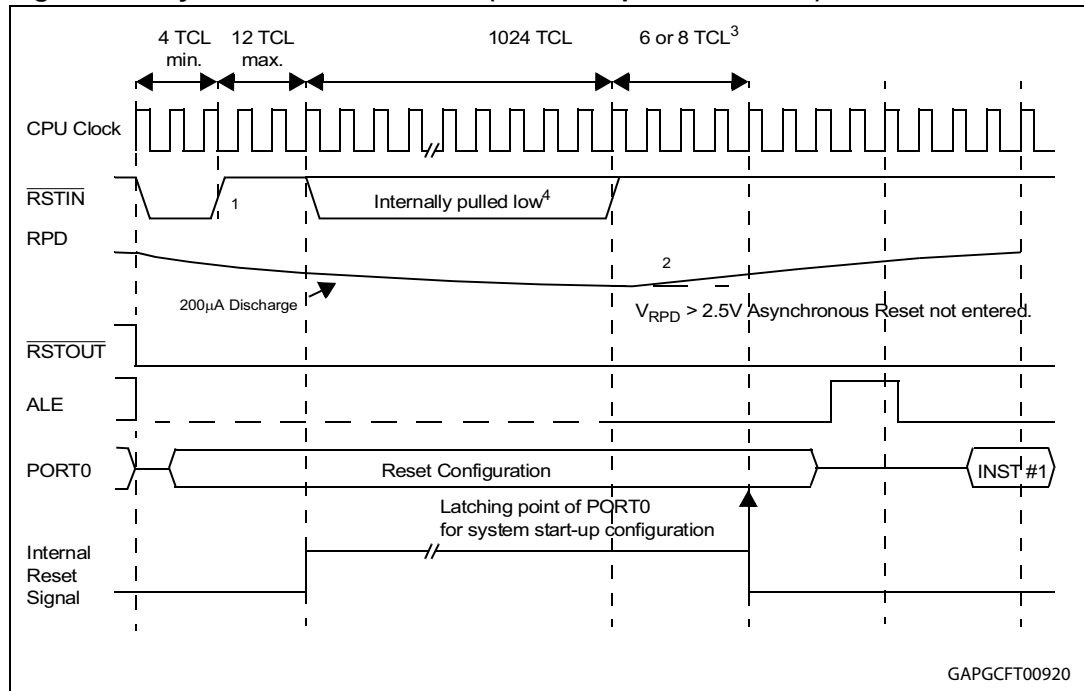 4 TCL min.
12 TCL max.
1024 TCL
6 or 8 TCL3
CPU Clock
RSTIN
1
Internally pulled low4
RPD
2
200μA Discharge
VRPD > 2.5V Asynchronous Reset not entered.
RSTOUT
ALE
PORT0
Reset Configuration
INST #1
Latching point of PORT0
for system start-up configuration
Internal
Reset
Signal
GAPGCFT00920